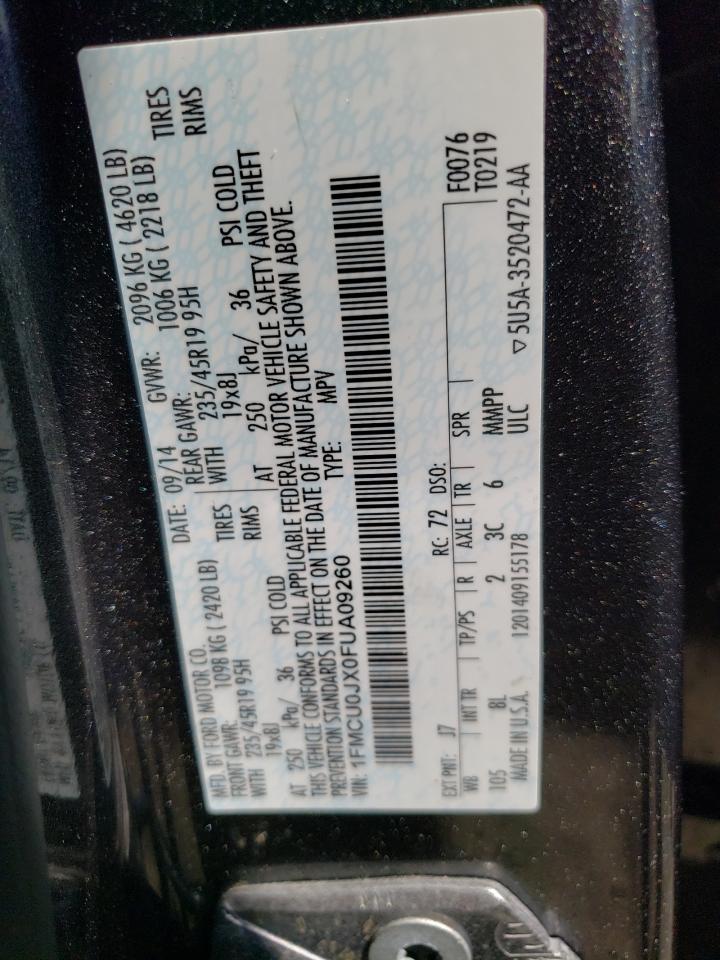 MFD. BY FORD MOTOR CO.
DATE: 09/14 GVWR: 2096 KG ( 4620 LB)
FRONT GAWR: 1098 KG ( 2420 LB) REAR GAWR: 1006 KG ( 2218 LB)
WITH 235/45R19 95H TIRES WITH 235/45R19 95H TIRES
19x8J RIMS 19x8J RIMS
AT 250 kPa/ 36 PSI COLD AT 250 kPa/ 36 PSI COLD
THIS VEHICLE CONFORMS TO ALL APPLICABLE FEDERAL MOTOR VEHICLE SAFETY AND THEFT
PREVENTION STANDARDS IN EFFECT ON THE DATE OF MANUFACTURE SHOWN ABOVE.
VIN: 1FMCU0JX0FUA09260 TYPE: MPV
F0076
EXT PNT: J7 RC: 72 DSO: T0219
WB INT TR TP/PS R AXLE TR SPR
105 8L 2 3C 6 MMPP
ULC
MADE IN U.S.A. 1201409155178 ▽5U5A-3520472-AA